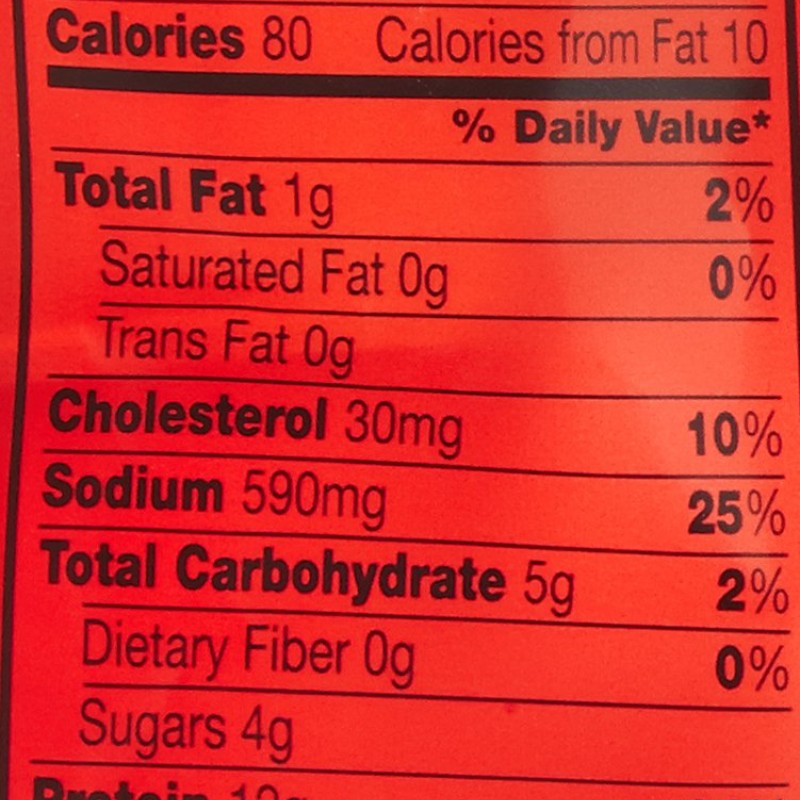 Calories 80 Calories from Fat 10
% Daily Value*
Total Fat 1g 2%
Saturated Fat 0g 0%
Trans Fat 0g
Cholesterol 30mg 10%
Sodium 590mg 25%
Total Carbohydrate 5g 2%
Dietary Fiber 0g 0%
Sugars 4g
Protein